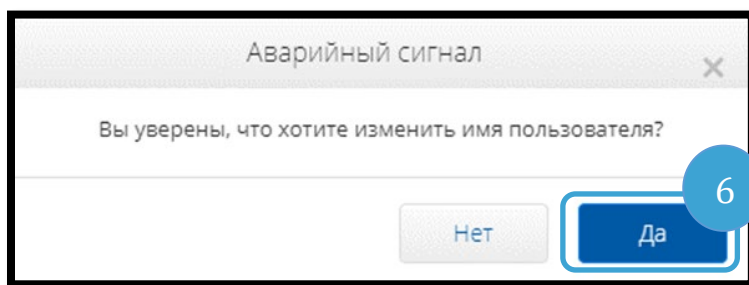 Аварийный сигнал
×
Вы уверены, что хотите изменить имя пользователя?
6
Нет Да